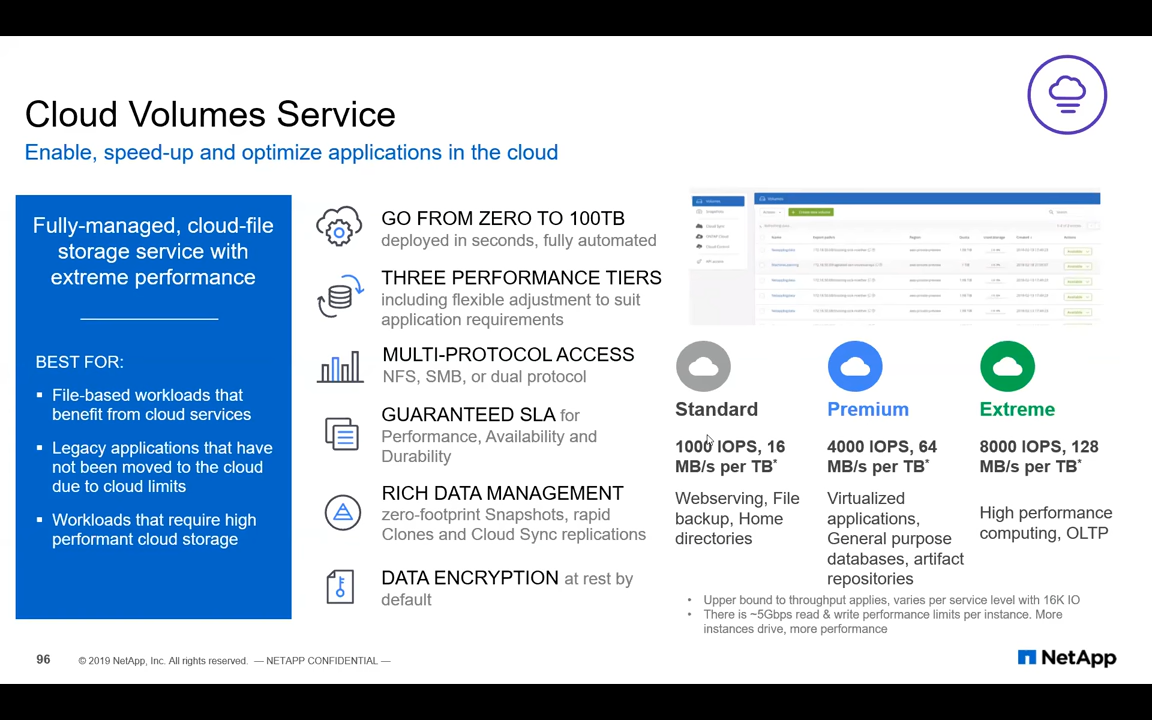 Cloud Volumes Service
Enable, speed-up and optimize applications in the cloud
Fully-managed, cloud-file
storage service with
extreme performance
BEST FOR:
▪ File-based workloads that
benefit from cloud services
▪ Legacy applications that have
not been moved to the cloud
due to cloud limits
▪ Workloads that require high
performant cloud storage
GO FROM ZERO TO 100TB
deployed in seconds, fully automated
THREE PERFORMANCE TIERS
including flexible adjustment to suit
application requirements
MULTI-PROTOCOL ACCESS
NFS, SMB, or dual protocol
GUARANTEED SLA for
Performance, Availability and
Durability
RICH DATA MANAGEMENT
zero-footprint Snapshots, rapid
Clones and Cloud Sync replications
DATA ENCRYPTION at rest by
default
Volumes
Volumes
Name
Region
Created
Actions
Standard
1000 IOPS, 16
MB/s per TB*
Webserving, File
backup, Home
directories
Premium
4000 IOPS, 64
MB/s per TB*
Virtualized
applications,
General purpose
databases, artifact
repositories
Extreme
8000 IOPS, 128
MB/s per TB*
High performance
computing, OLTP
• Upper bound to throughput applies, varies per service level with 16K IO
• There is ~5Gbps read & write performance limits per instance. More
instances drive, more performance
96 © 2019 NetApp, Inc. All rights reserved. — NETAPP CONFIDENTIAL —
NetApp